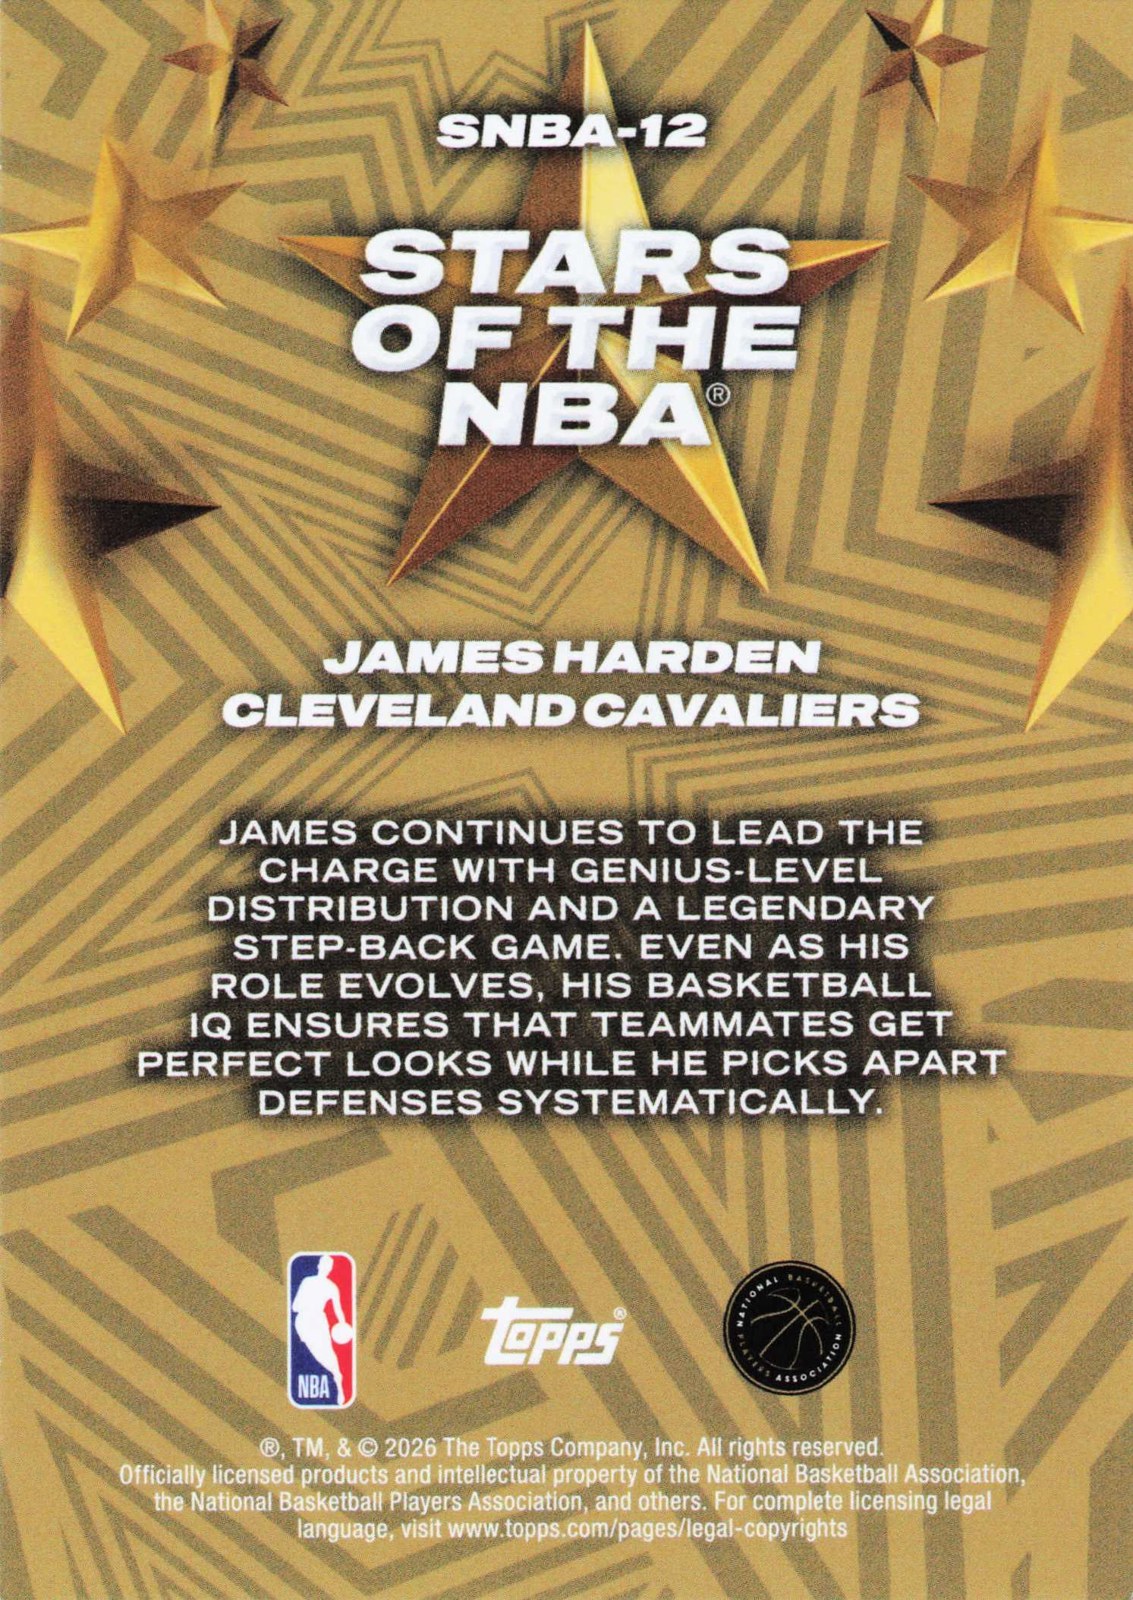 SNBA-12
STARS
OF THE
NBA®
JAMES HARDEN
CLEVELAND CAVALIERS
JAMES CONTINUES TO LEAD THE
CHARGE WITH GENIUS-LEVEL
DISTRIBUTION AND A LEGENDARY
STEP-BACK GAME. EVEN AS HIS
ROLE EVOLVES, HIS BASKETBALL
IQ ENSURES THAT TEAMMATES GET
PERFECT LOOKS WHILE HE PICKS APART
DEFENSES SYSTEMATICALLY.
NBA
topps®
NATIONAL BASKETBALL
PLAYERS ASSOCIATION
®, TM, & © 2026 The Topps Company, Inc. All rights reserved.
Officially licensed products and intellectual property of the National Basketball Association,
the National Basketball Players Association, and others. For complete licensing legal
language, visit www.topps.com/pages/legal-copyrights